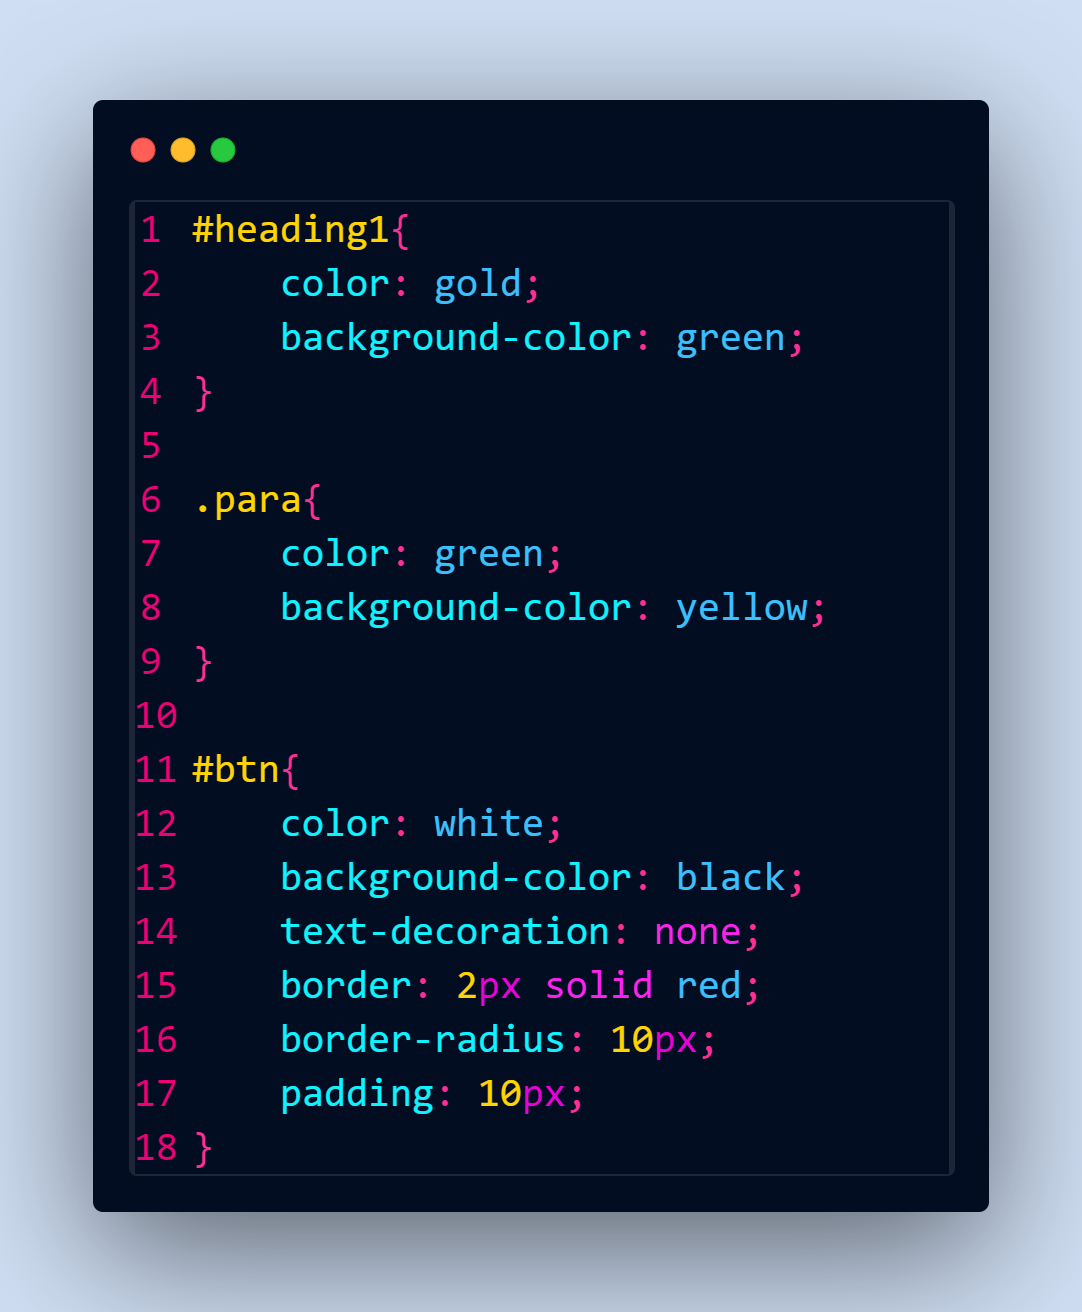 1 #heading1{
2     color: gold;
3     background-color: green;
4 }
5
6 .para{
7     color: green;
8     background-color: yellow;
9 }
10
11 #btn{
12     color: white;
13     background-color: black;
14     text-decoration: none;
15     border: 2px solid red;
16     border-radius: 10px;
17     padding: 10px;
18 }